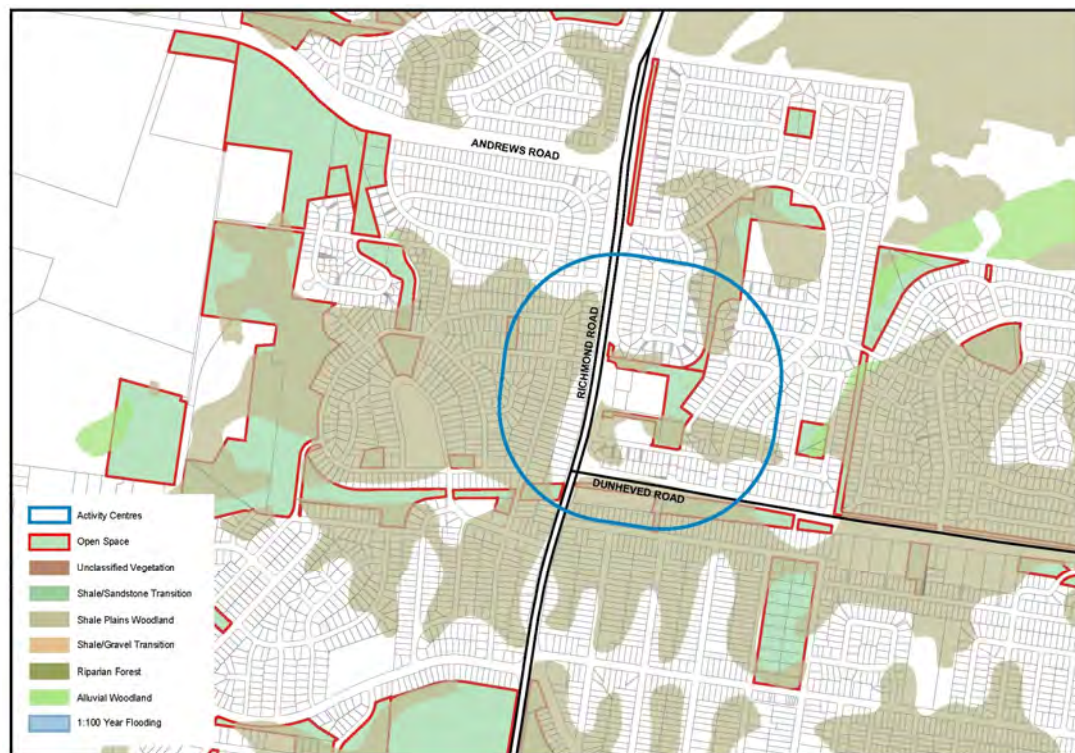 ANDREWS ROAD
RICHMOND ROAD
DUNHEVED ROAD
Activity Centres
Open Space
Unclassified Vegetation
Shale/Sandstone Transition
Shale Plains Woodland
Shale/Gravel Transition
Riparian Forest
Alluvial Woodland
1:100 Year Flooding